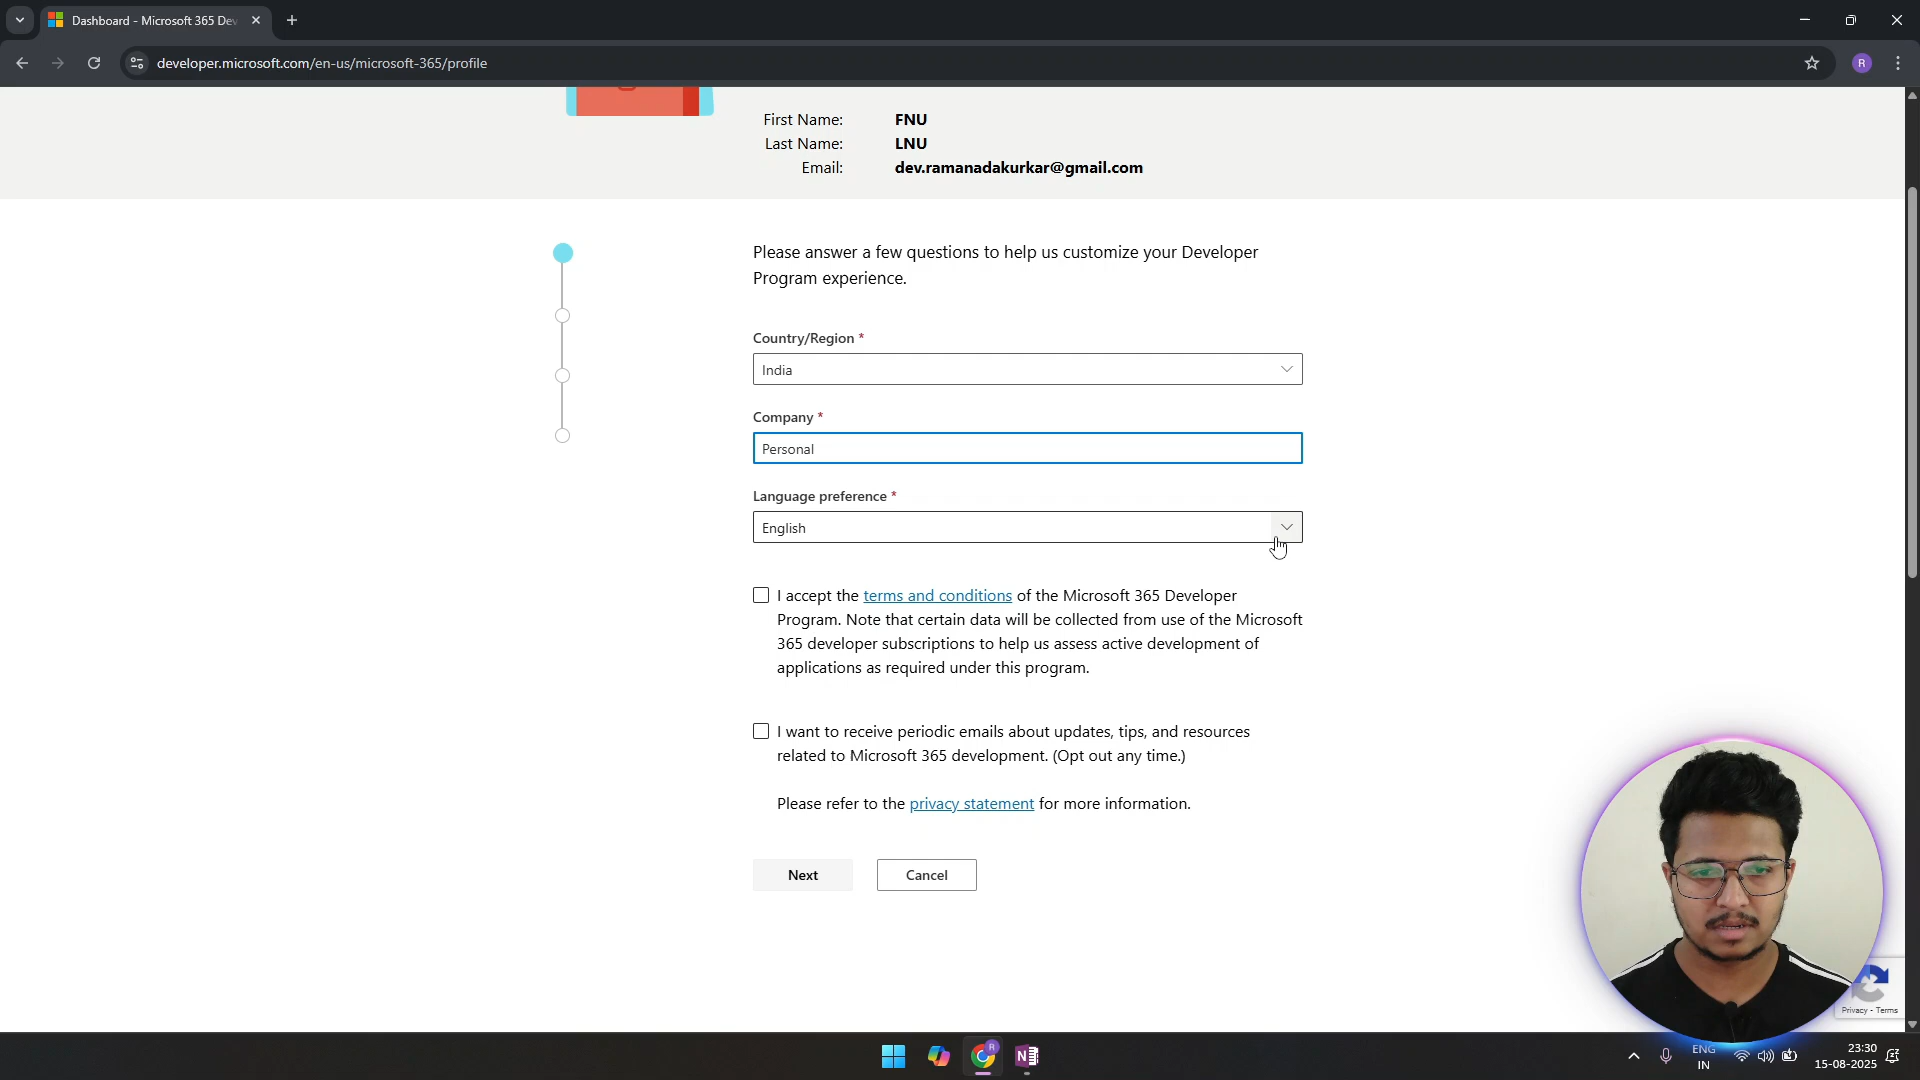 Dashboard - Microsoft 365 Dev
developer.microsoft.com/en-us/microsoft-365/profile
R
First Name: FNU
Last Name: LNU
Email: dev.ramanadakurkar@gmail.com
Please answer a few questions to help us customize your Developer
Program experience.
Country/Region *
India
Company *
Personal
Language preference *
English
I accept the terms and conditions of the Microsoft 365 Developer
Program. Note that certain data will be collected from use of the Microsoft
365 developer subscriptions to help us assess active development of
applications as required under this program.
I want to receive periodic emails about updates, tips, and resources
related to Microsoft 365 development. (Opt out any time.)
Please refer to the privacy statement for more information.
Next Cancel
Privacy - Terms
R
N
ENG
IN
23:30
15-08-2025